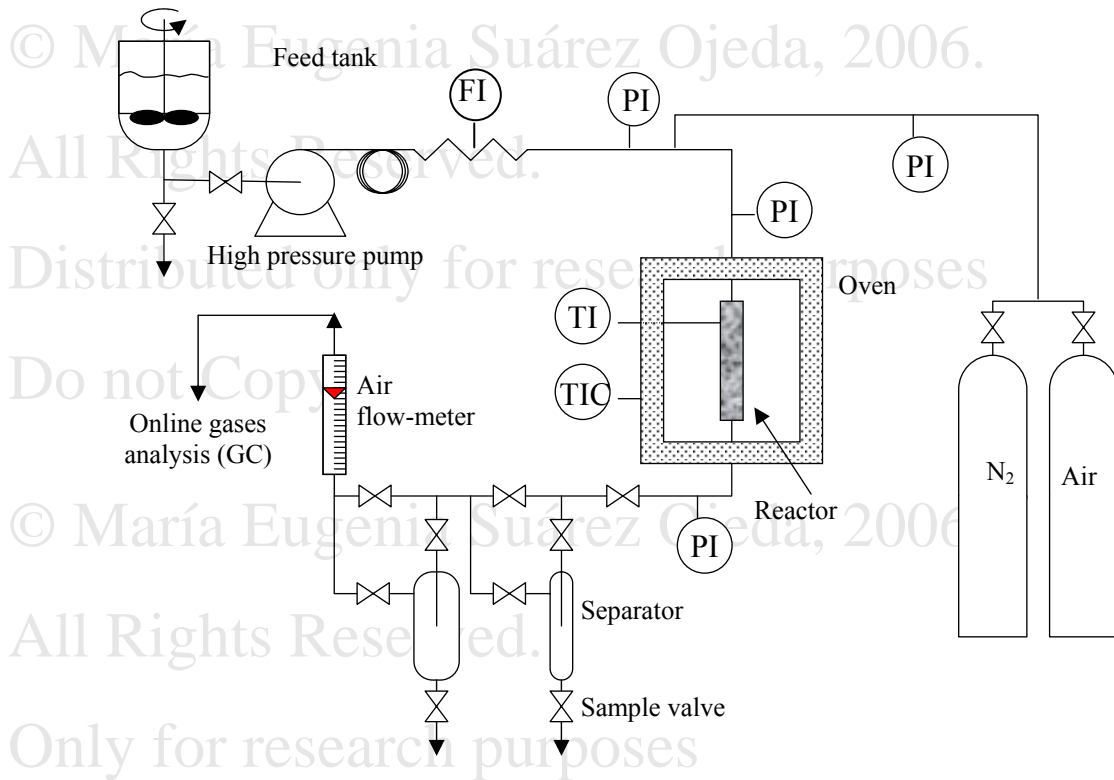 © María Eugenia Suárez Ojeda, 2006.
Feed tank
FI
PI
All Rights Reserved.
PI
PI
High pressure pump
Distributed only for research purposes
Oven
TI
Do not Copy
TIC
Air
flow-meter
Online gases
analysis (GC)
N₂
Air
Reactor
© María Eugenia Suárez Ojeda, 2006
PI
Separator
All Rights Reserved.
Sample valve
Only for research purposes